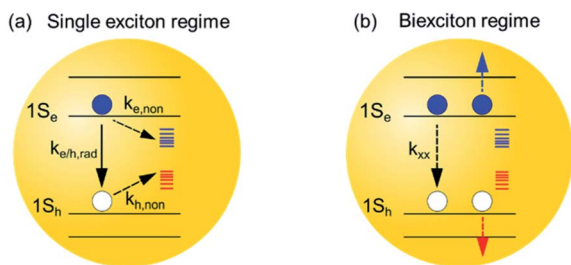 (a) Single exciton regime
1Sₑ
kₑ,ₙₒₙ
kₑ/ₕ,ᵣₐd
1Sₕ
kₕ,ₙₒₙ
(b) Biexciton regime
1Sₑ
kₓₓ
1Sₕ